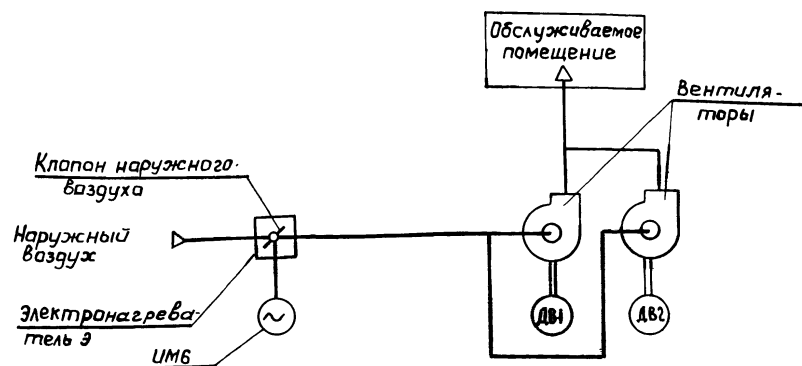 Обслуживаемое
помещение
Вентиля-
торы
Клапан наружного
воздуха
Наружный
воздух
Электронагрева-
тель Э
ИМ6
ДВ1
ДВ2